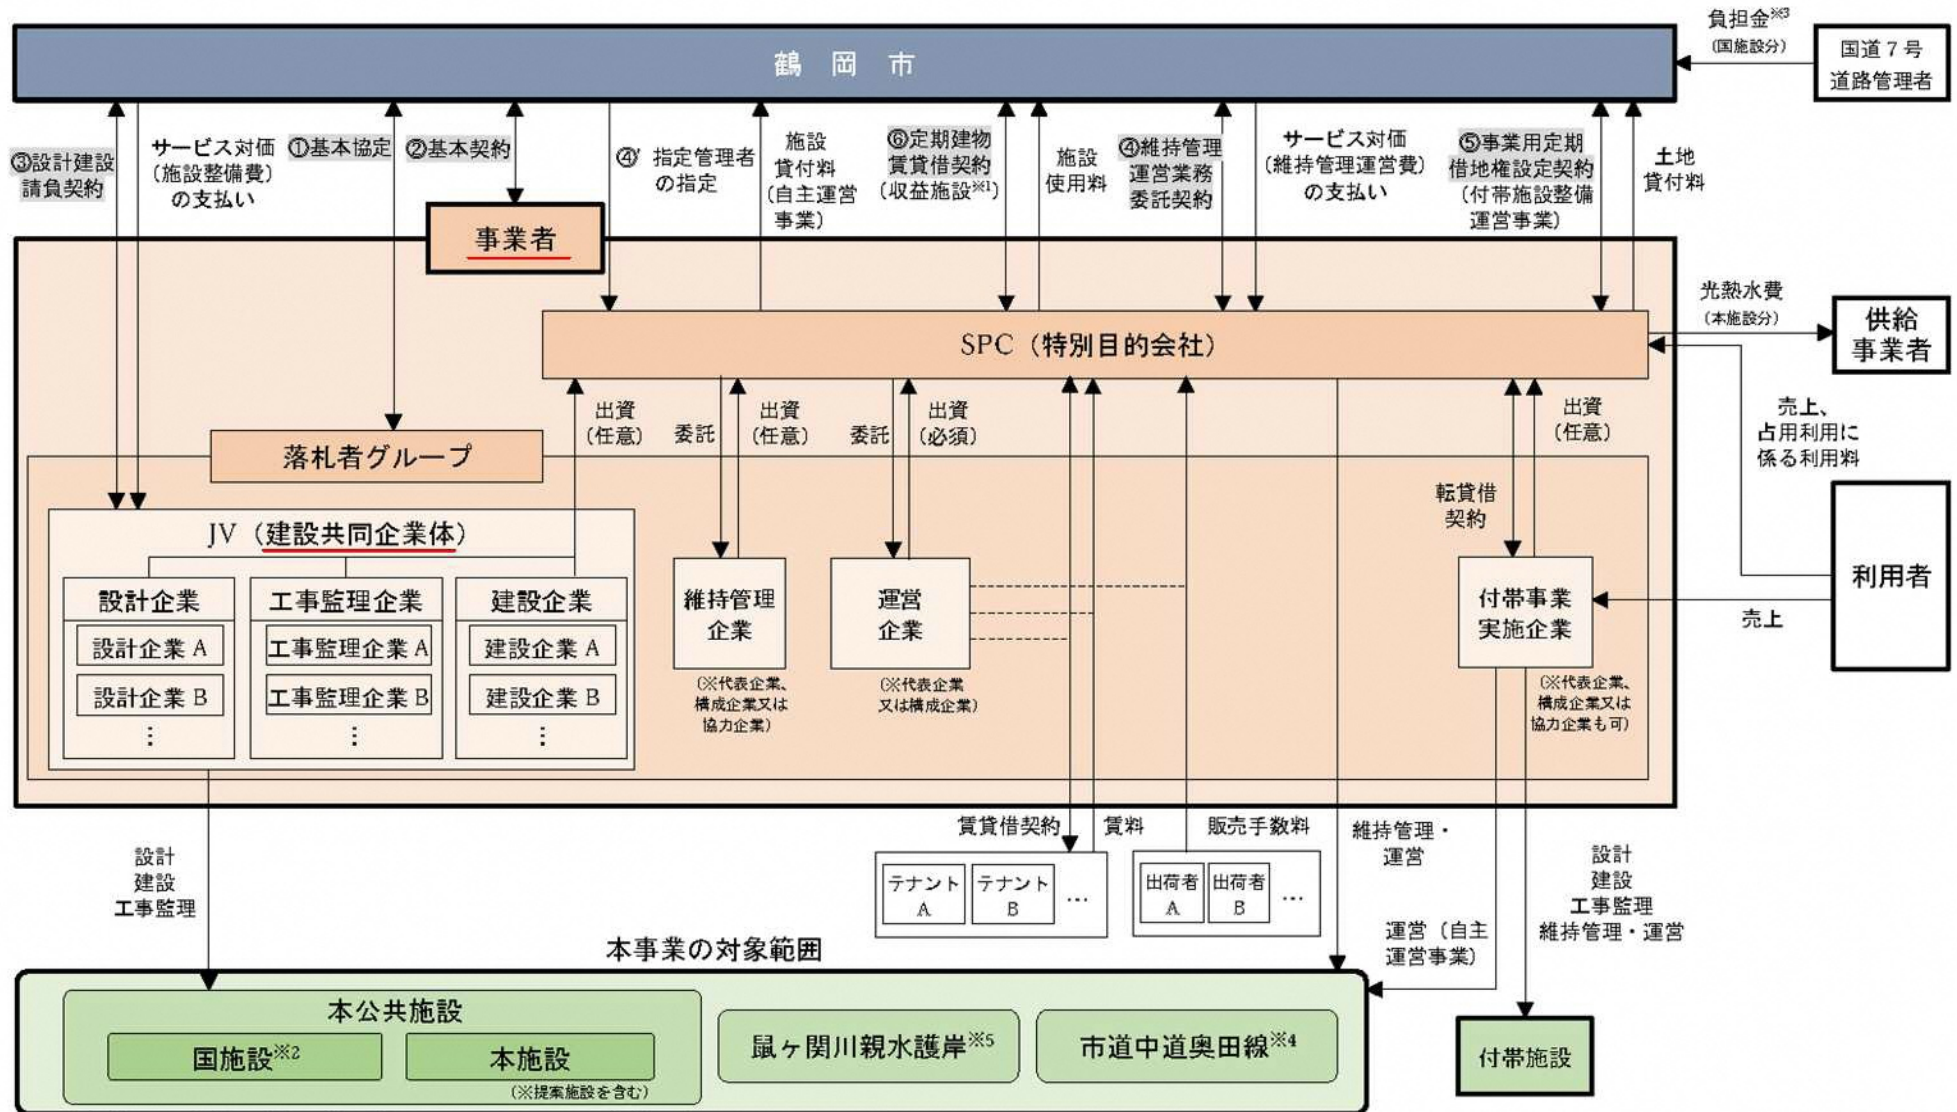 鶴岡市
負担金※3
(国施設分)
国道7号
道路管理者
③設計建設
請負契約
サービス対価
(施設整備費)
の支払い
①基本協定
②基本契約
④' 指定管理者
の指定
施設
貸付料
(自主運営
事業)
⑥定期建物
賃貸借契約
(収益施設※1)
施設
使用料
④維持管理
運営業務
委託契約
サービス対価
(維持管理運営費)
の支払い
⑤事業用定期
借地権設定契約
(付帯施設整備
運営事業)
土地
貸付料
事業者
SPC(特別目的会社)
光熱水費
(本施設分)
供給
事業者
出資
(任意)
委託
出資
(任意)
委託
出資
(必須)
出資
(任意)
売上、
占用利用に
係る利用料
落札者グループ
転貸借
契約
JV(建設共同企業体)
設計企業
設計企業A
設計企業B
⋮
工事監理企業
工事監理企業A
工事監理企業B
⋮
建設企業
建設企業A
建設企業B
⋮
維持管理
企業
(※代表企業、
構成企業又は
協力企業)
運営
企業
(※代表企業
又は構成企業)
付帯事業
実施企業
(※代表企業、
構成企業又は
協力企業も可)
利用者
売上
設計
建設
工事監理
賃貸借契約
賃料
販売手数料
維持管理・
運営
テナント
A
テナント
B
…
出荷者
A
出荷者
B
…
運営(自主
運営事業)
設計
建設
工事監理
維持管理・運営
本事業の対象範囲
本公共施設
国施設※2
本施設
(※提案施設を含む)
鼠ヶ関川親水護岸※5
市道中道奥田線※4
付帯施設